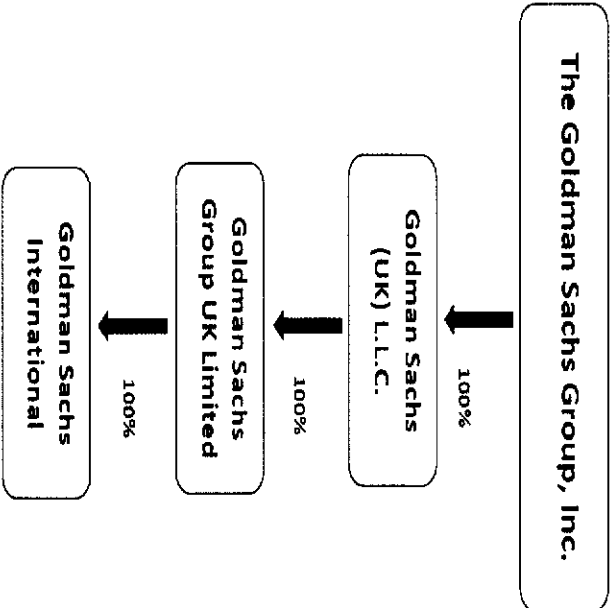 The Goldman Sachs Group, Inc.
100%
Goldman Sachs
(UK) L.L.C.
100%
Goldman Sachs
Group UK Limited
100%
Goldman Sachs
International